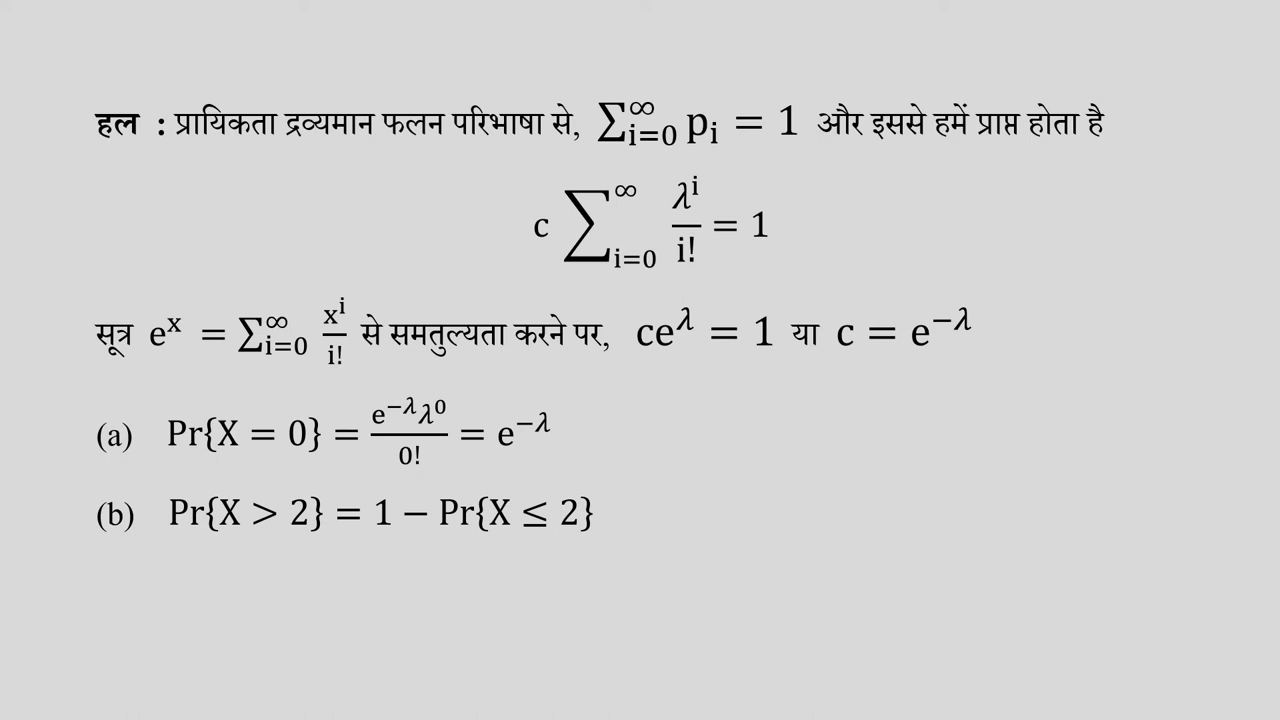 हल : प्रायिकता द्रव्यमान फलन परिभाषा से, ∑_{i=0}^{∞} p_i = 1 और इससे हमें प्राप्त होता है
c ∑_{i=0}^{∞} λ^i/i! = 1
सूत्र e^x = ∑_{i=0}^{∞} x^i/i! से समतुल्यता करने पर, ce^λ = 1 या c = e^{−λ}
(a) Pr{X = 0} = e^{−λ}λ^0/0! = e^{−λ}
(b) Pr{X > 2} = 1 − Pr{X ≤ 2}